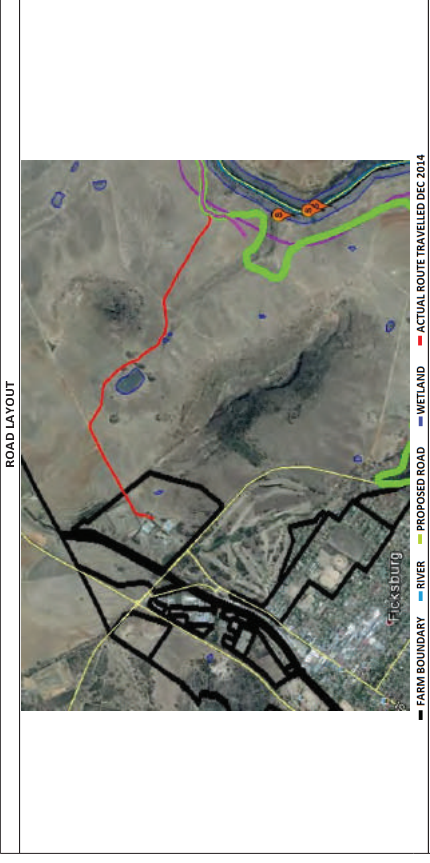 ROAD LAYOUT
Ficksburg
FARM BOUNDARY RIVER PROPOSED ROAD WETLAND ACTUAL ROUTE TRAVELLED DEC 2014